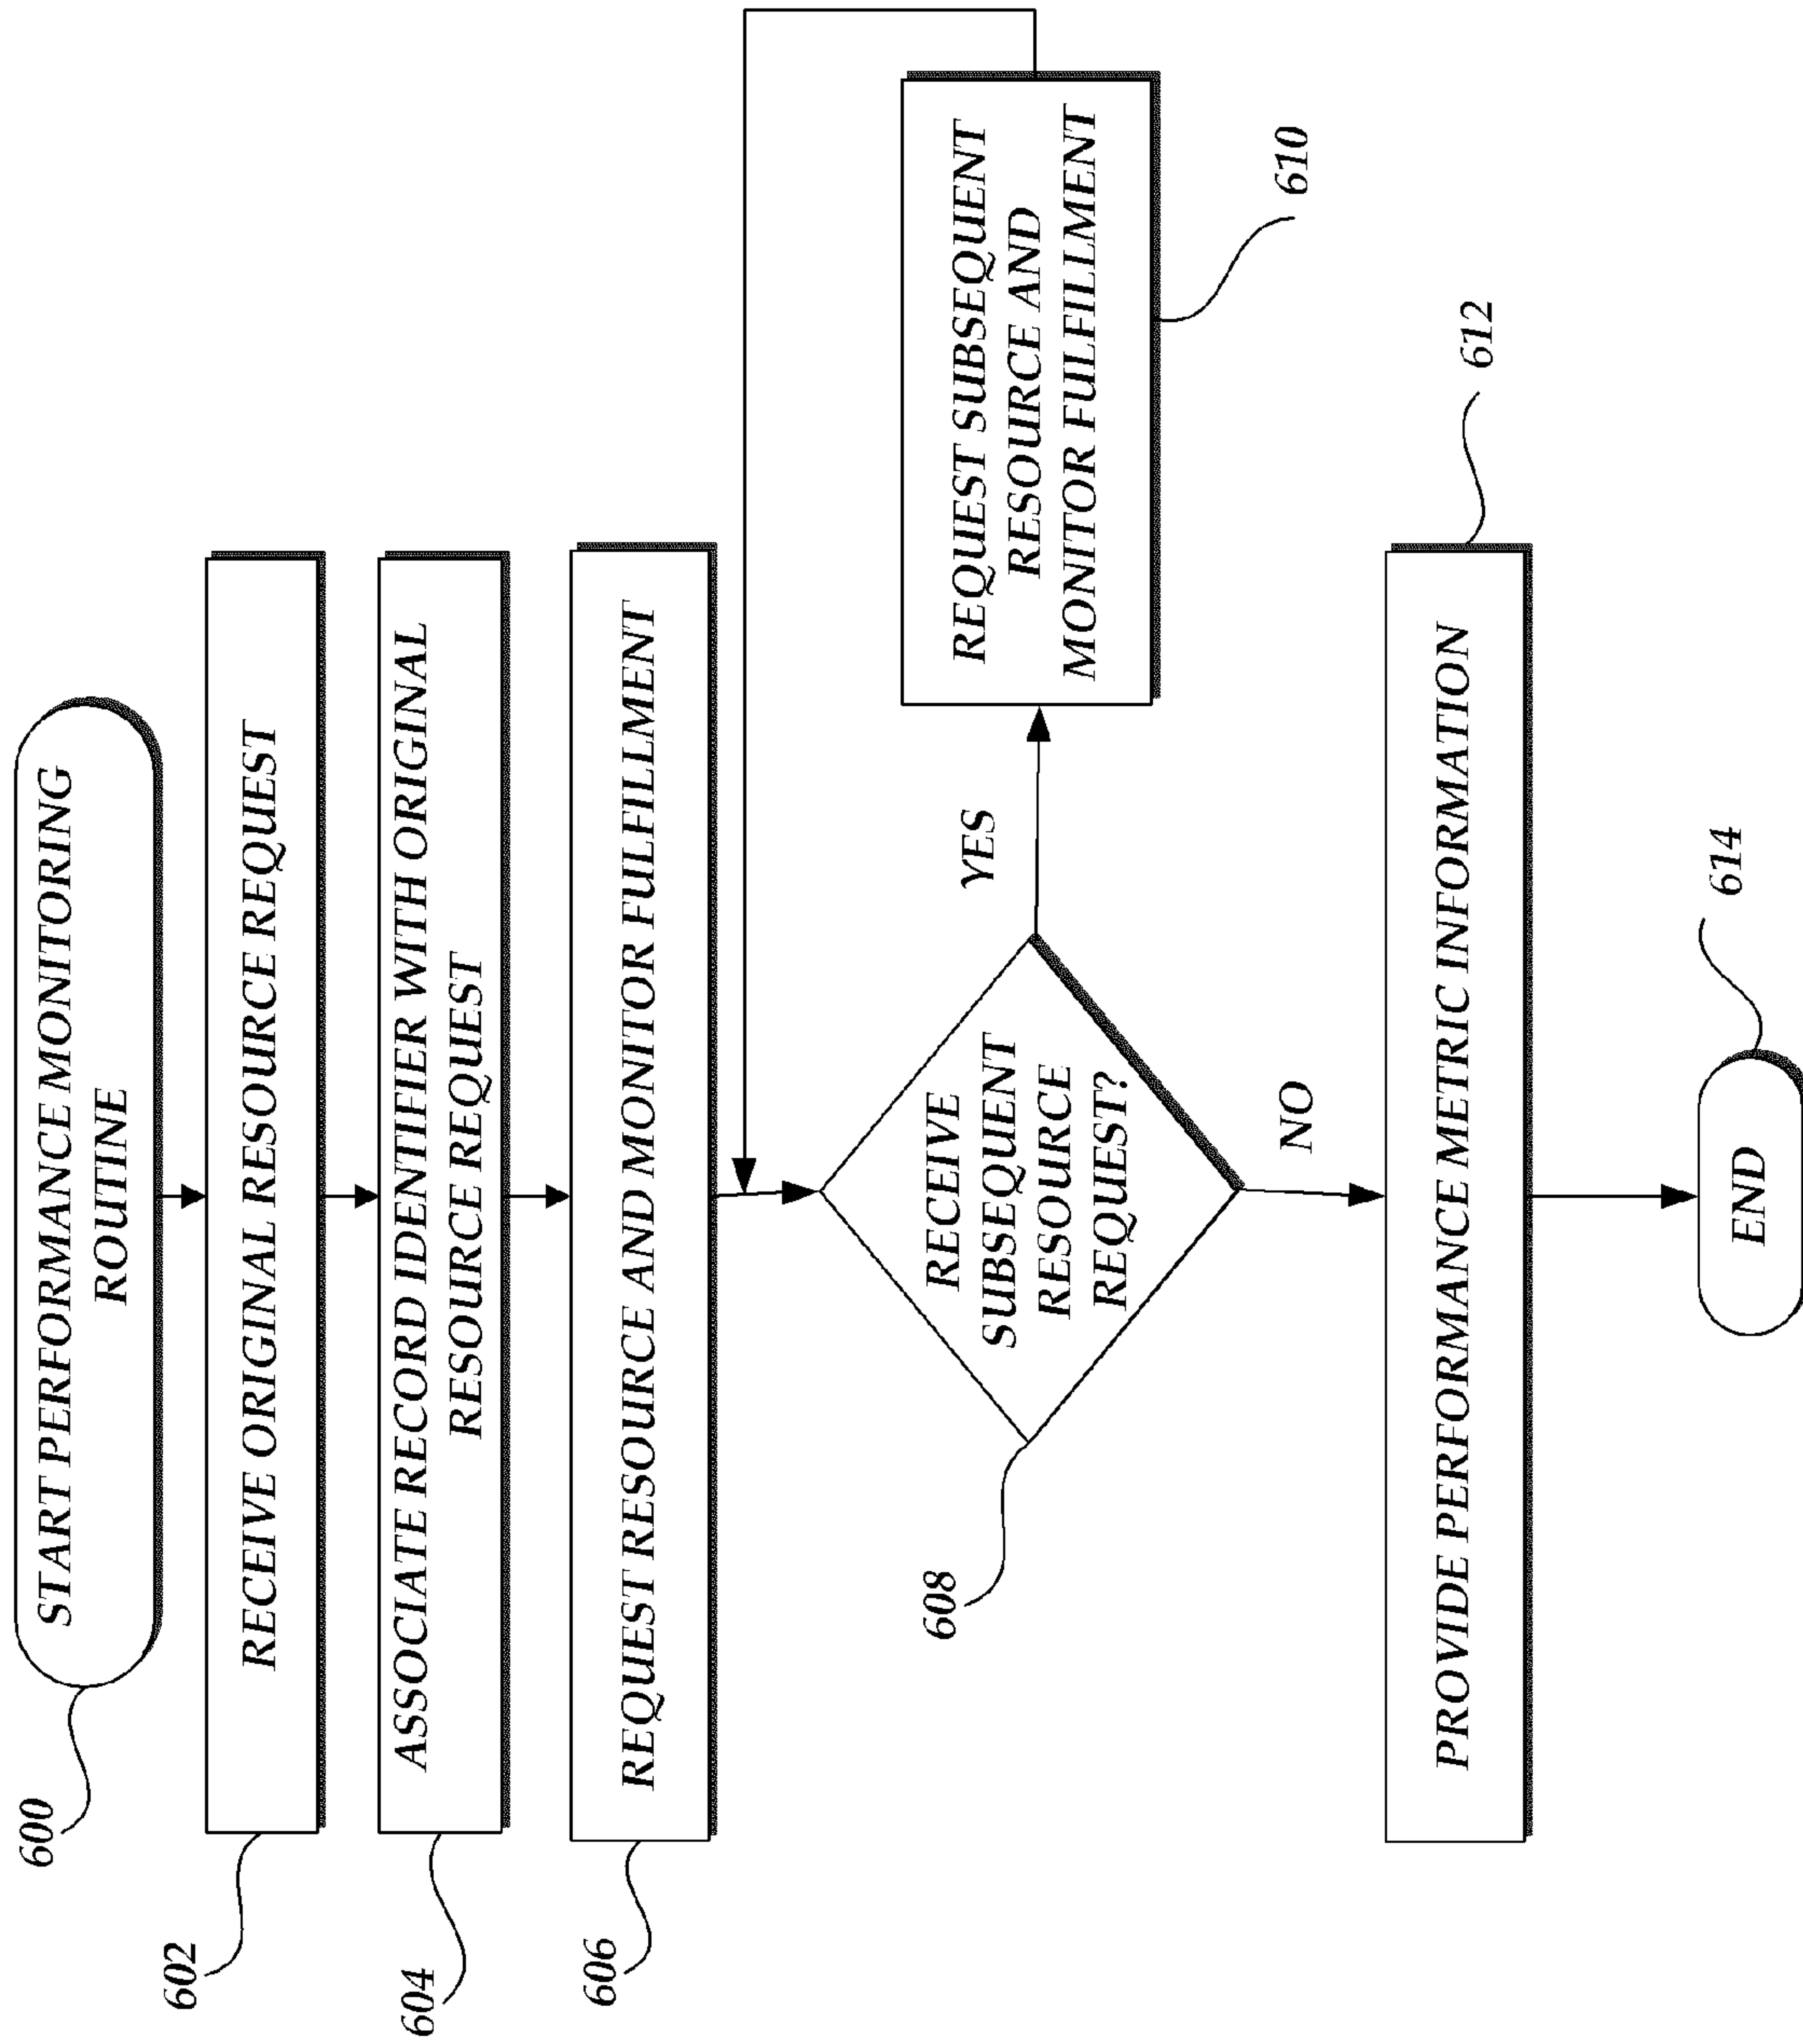 START PERFORMANCE MONITORING
ROUTINE
600
RECEIVE ORIGINAL RESOURCE REQUEST
602
ASSOCIATE RECORD IDENTIFIER WITH ORIGINAL
RESOURCE REQUEST
604
REQUEST RESOURCE AND MONITOR FULFILLMENT
606
RECEIVE
SUBSEQUENT
RESOURCE
REQUEST?
608
YES
REQUEST SUBSEQUENT
RESOURCE AND
MONITOR FULFILLMENT
610
NO
PROVIDE PERFORMANCE METRIC INFORMATION
612
END
614